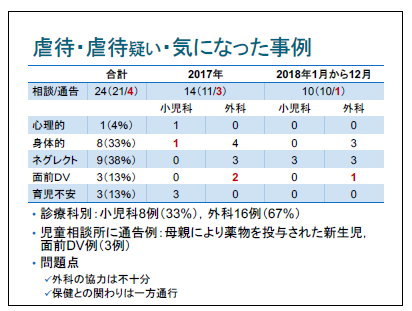 虐待・虐待疑い・気になった事例
合計 2017年 2018年1月から12月
相談/通告 24(21/4) 14(11/3) 10(10/1)
小児科 外科 小児科 外科
心理的 1(4%) 1 0 0 0
身体的 8(33%) 1 4 0 3
ネグレクト 9(38%) 0 3 3 3
面前DV 3(13%) 0 2 0 1
育児不安 3(13%) 3 0 0 0
・診療科別：小児科8例(33%)，外科16例(67%)
・児童相談所に通告例：母親により薬物を投与された新生児，
面前DV例(3例)
・問題点
✓外科の協力は不十分
✓保健との関わりは一方通行